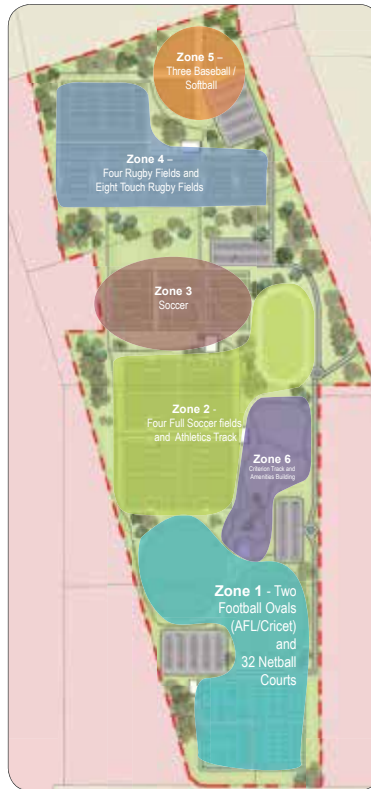 Zone 5 –
Three Baseball /
Softball
Zone 4 –
Four Rugby Fields and
Eight Touch Rugby Fields
Zone 3
Soccer
Zone 2 -
Four Full Soccer fields
and Athletics Track
Zone 6
Criterion Track and
Amenities Building
Zone 1 - Two
Football Ovals
(AFL/Cricet)
and
32 Netball
Courts